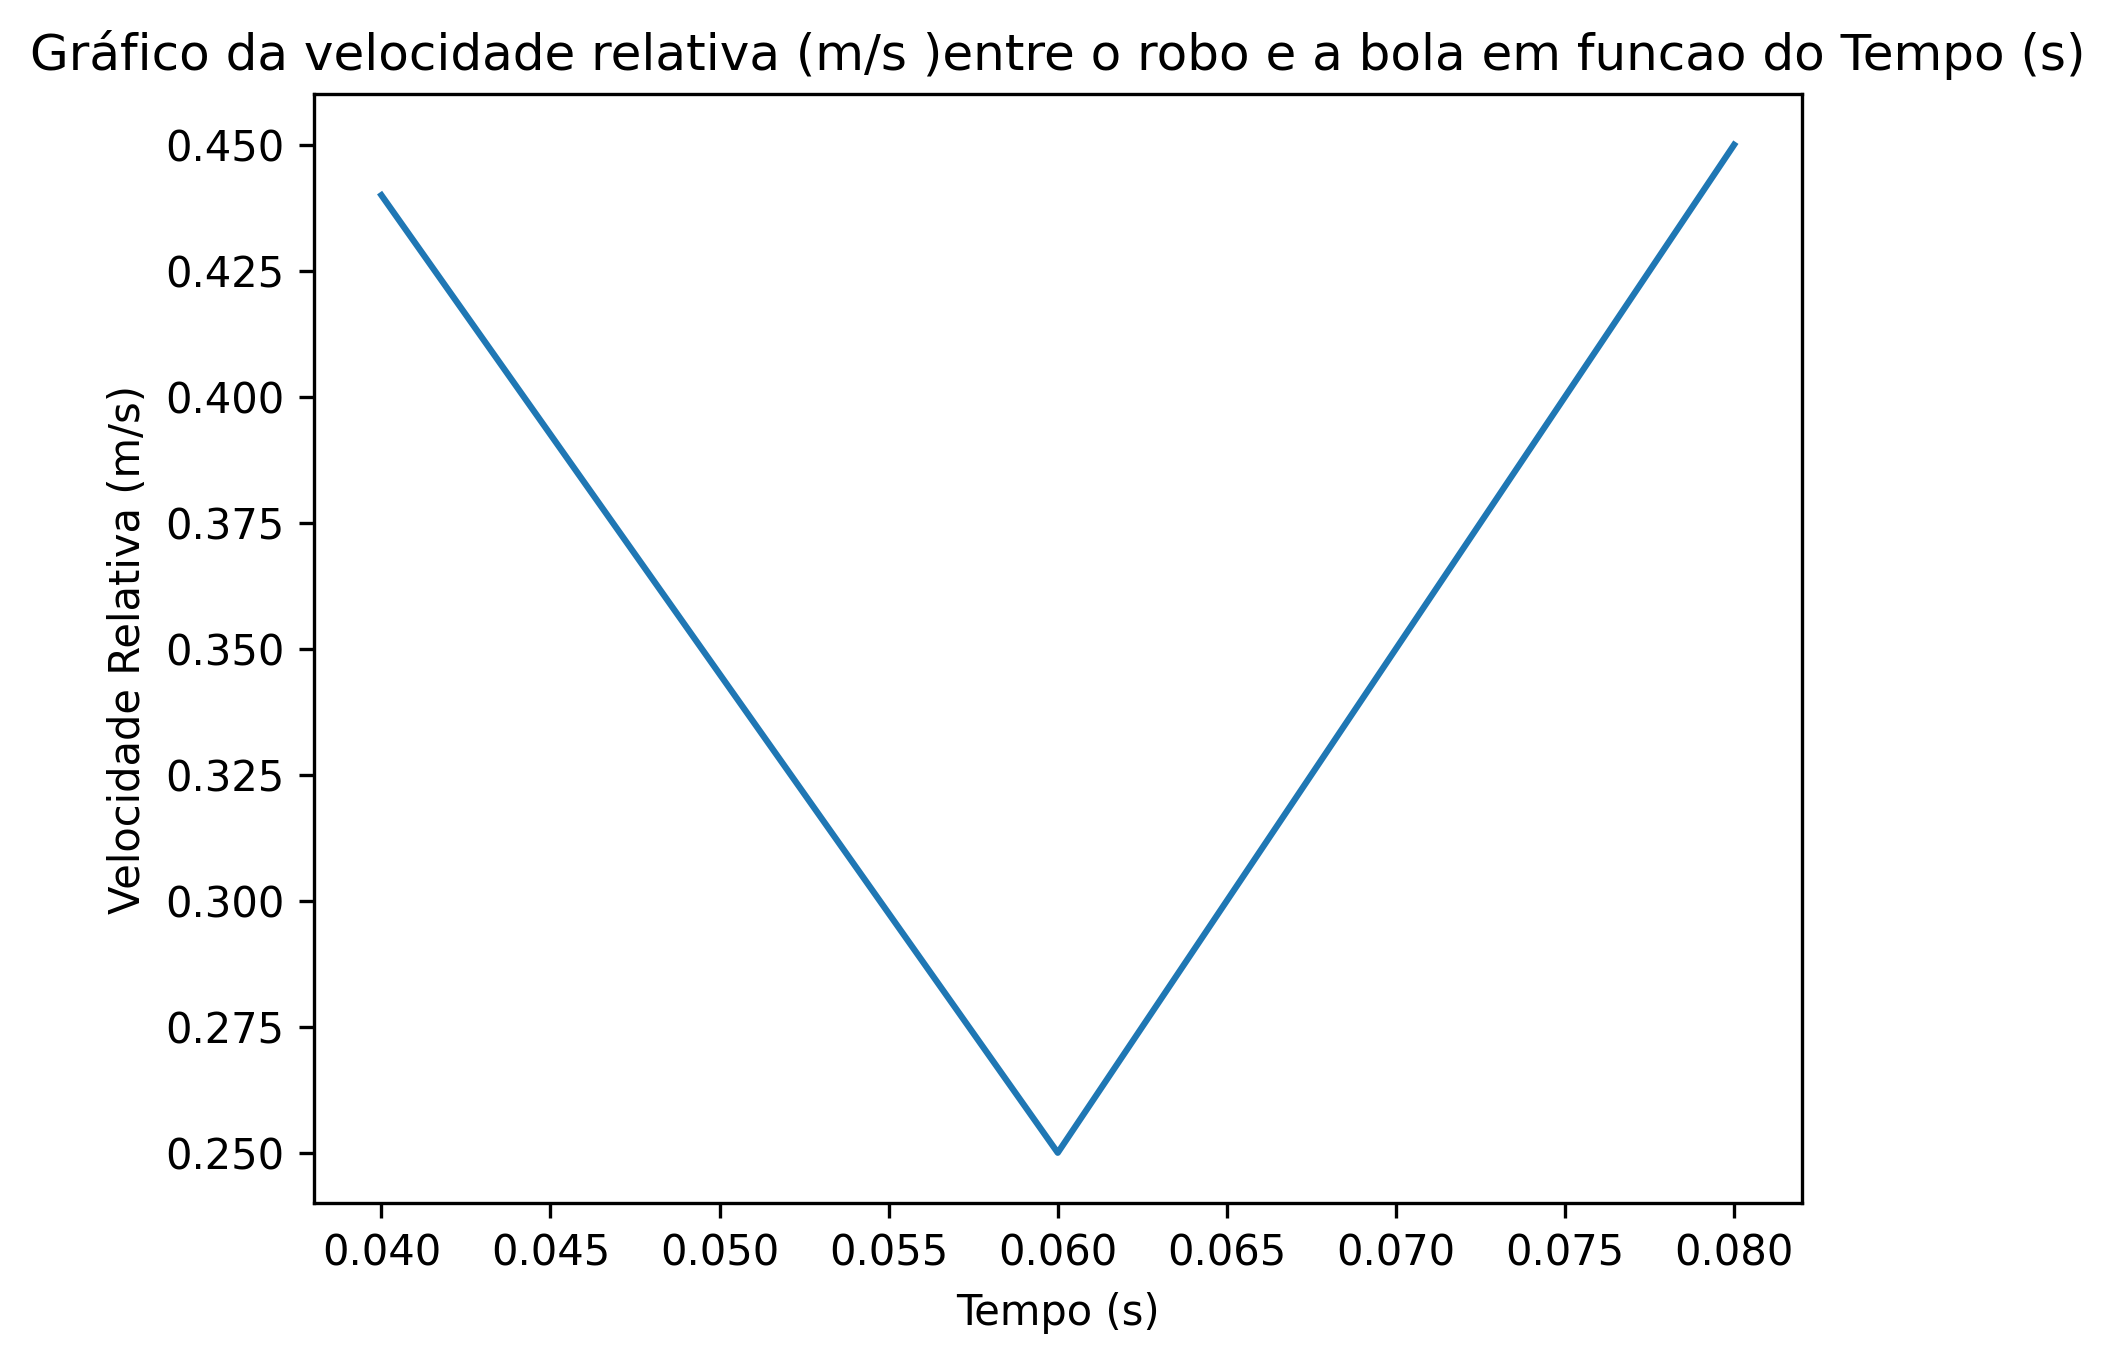 Gráfico da velocidade relativa (m/s )entre o robo e a bola em funcao do Tempo (s)
Velocidade Relativa (m/s)
0.450
0.425
0.400
0.375
0.350
0.325
0.300
0.275
0.250
0.040 0.045 0.050 0.055 0.060 0.065 0.070 0.075 0.080
Tempo (s)